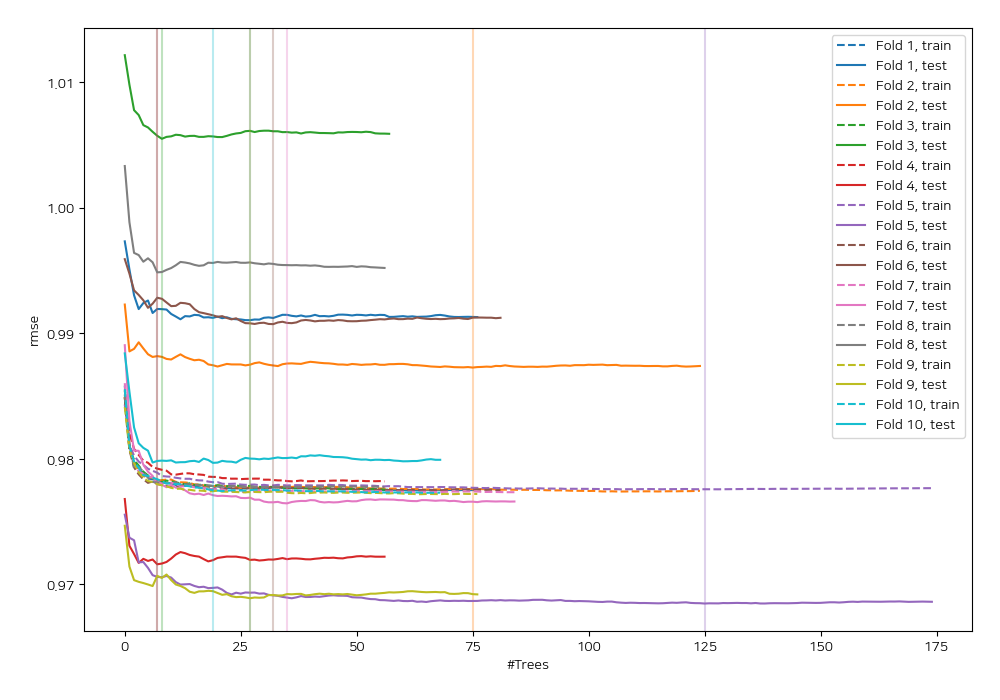 1,01
1,00
0,99
0,98
0,97
rmse
0
25
50
75
100
125
150
175
#Trees
Fold 1, train
Fold 1, test
Fold 2, train
Fold 2, test
Fold 3, train
Fold 3, test
Fold 4, train
Fold 4, test
Fold 5, train
Fold 5, test
Fold 6, train
Fold 6, test
Fold 7, train
Fold 7, test
Fold 8, train
Fold 8, test
Fold 9, train
Fold 9, test
Fold 10, train
Fold 10, test